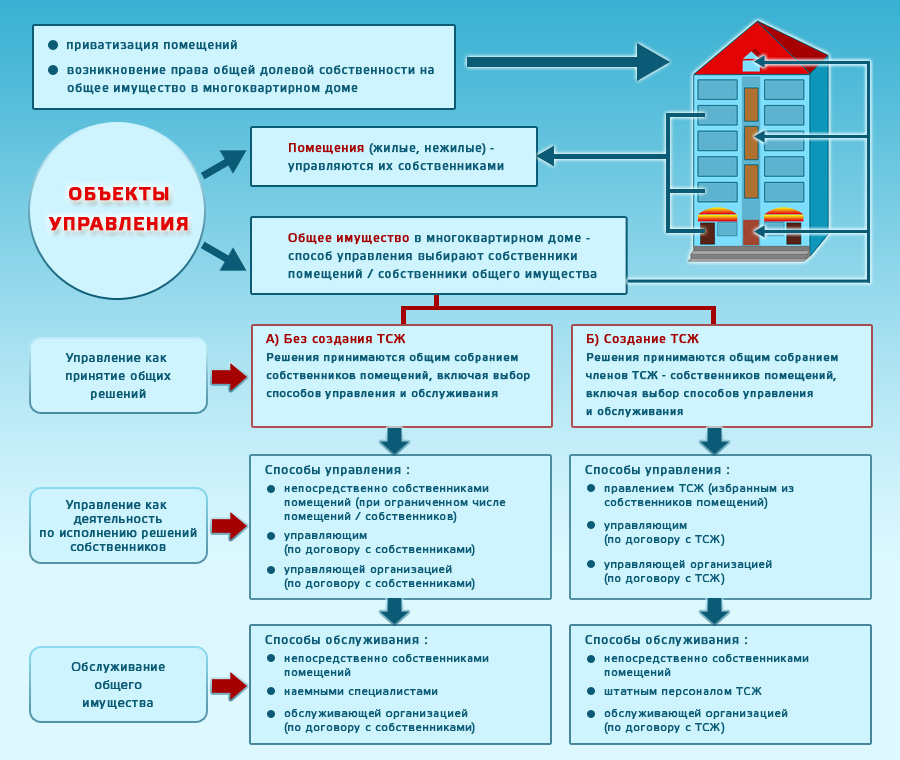 приватизация помещений
возникновение права общей долевой собственности на
общее имущество в многоквартирном доме
ОБЪЕКТЫ
УПРАВЛЕНИЯ
Помещения (жилые, нежилые) -
управляются их собственниками
Общее имущество в многоквартирном доме -
способ управления выбирают собственники
помещений / собственники общего имущества
Управление как
принятие общих
решений
А) Без создания ТСЖ
Решения принимаются общим собранием
собственников помещений, включая выбор
способов управления и обслуживания
Б) Создание ТСЖ
Решения принимаются общим собранием
членов ТСЖ - собственников помещений,
включая выбор способов управления
и обслуживания
Управление как
деятельность
по исполнению решений
собственников
Способы управления :
непосредственно собственниками
помещений (при ограниченном числе
помещений / собственников)
управляющим
(по договору с собственниками)
управляющей организацией
(по договору с собственниками)
Способы управления :
правлением ТСЖ (избранным из
собственников помещений)
управляющим
(по договору с ТСЖ)
управляющей организацией
(по договору с ТСЖ)
Обслуживание
общего
имущества
Способы обслуживания :
непосредственно собственниками
помещений
наемными специалистами
обслуживающей организацией
(по договору с собственниками)
Способы обслуживания :
непосредственно собственниками
помещений
штатным персоналом ТСЖ
обслуживающей организацией
(по договору с ТСЖ)